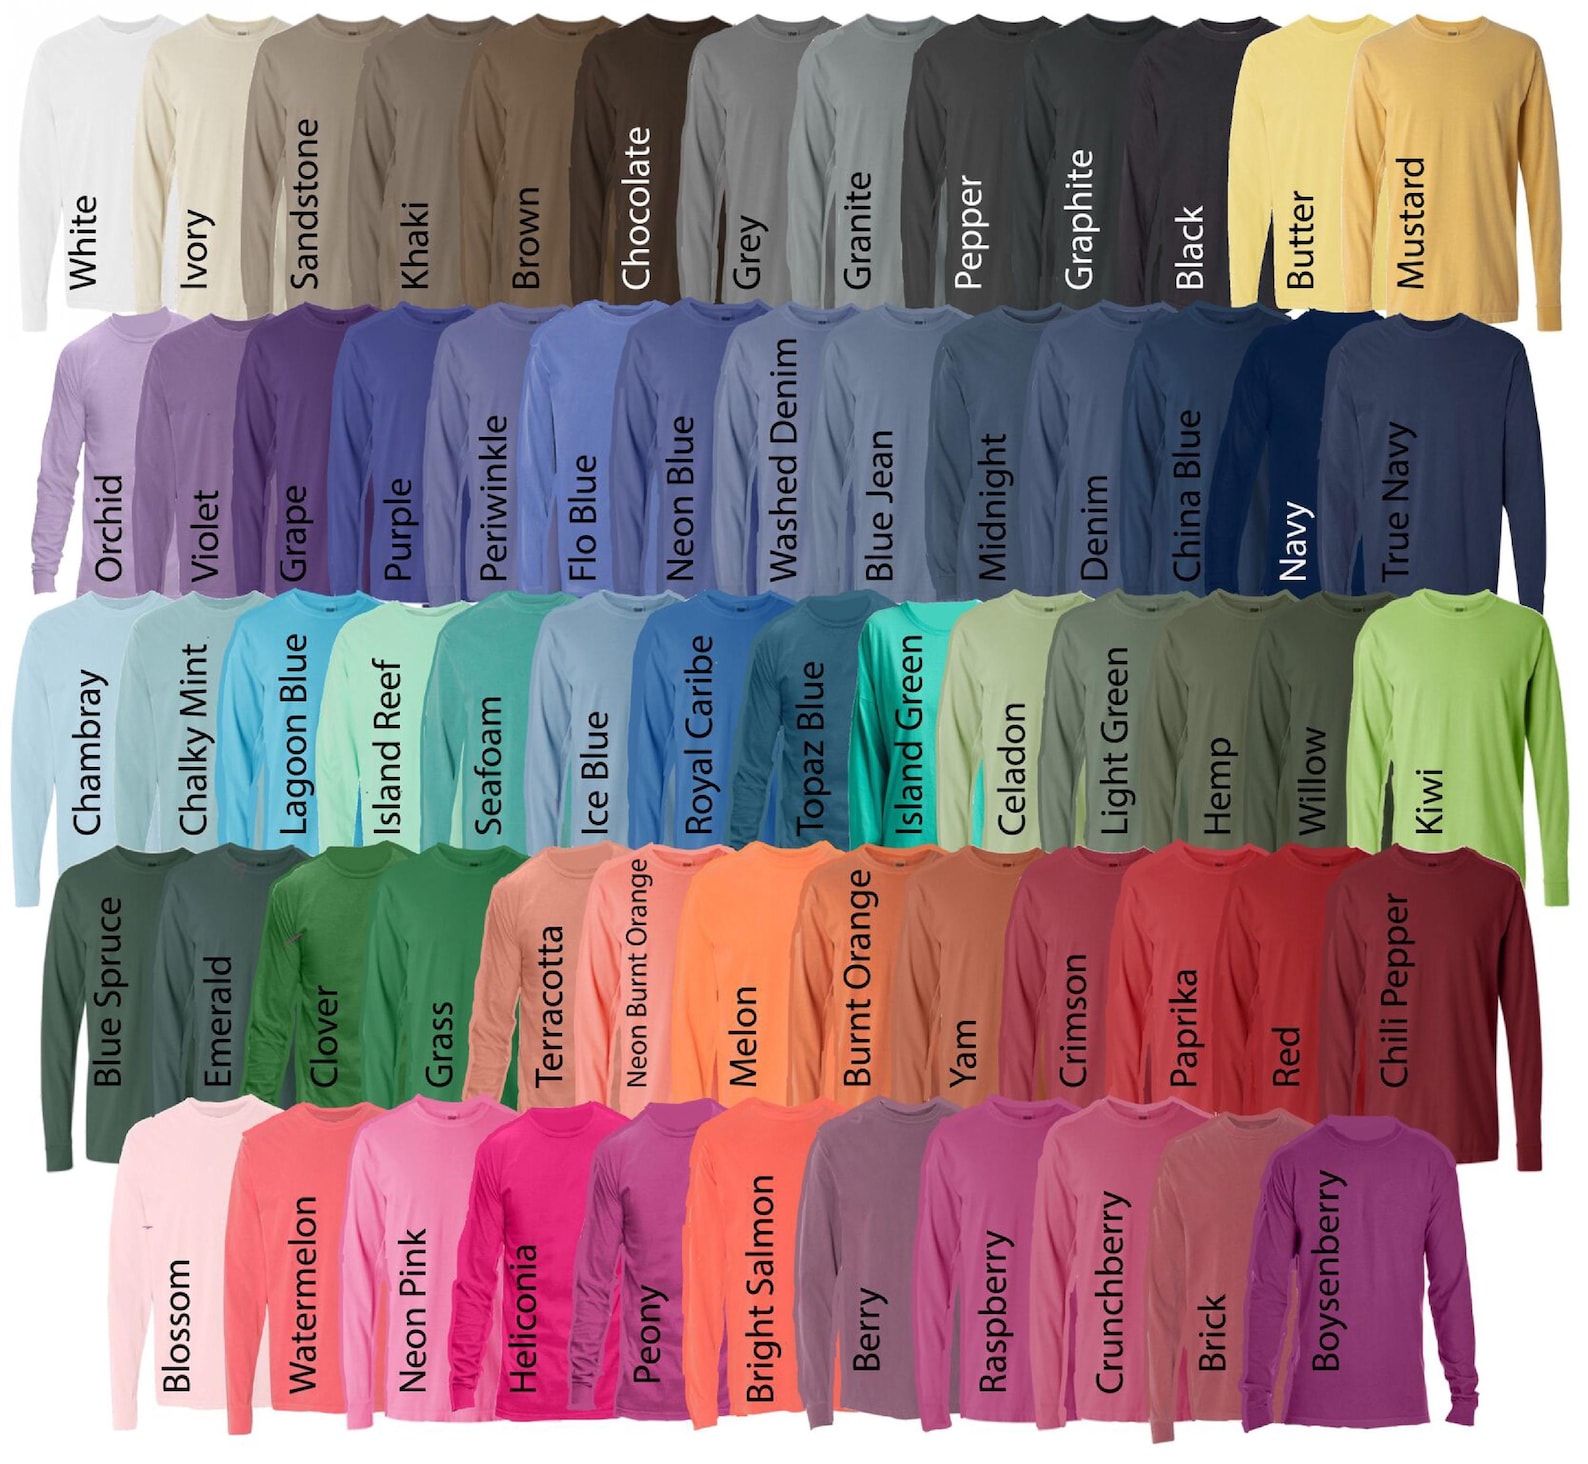 White
Ivory
Sandstone
Khaki
Brown
Chocolate
Grey
Granite
Pepper
Graphite
Black
Butter
Mustard
Orchid
Violet
Grape
Purple
Periwinkle
Flo Blue
Neon Blue
Washed Denim
Blue Jean
Midnight
Denim
China Blue
Navy
True Navy
Chambray
Chalky Mint
Lagoon Blue
Island Reef
Seafoam
Ice Blue
Royal Caribe
Topaz Blue
Island Green
Celadon
Light Green
Hemp
Willow
Kiwi
Blue Spruce
Emerald
Clover
Grass
Terracotta
Neon Burnt Orange
Melon
Burnt Orange
Yam
Crimson
Paprika
Red
Chili Pepper
Blossom
Watermelon
Neon Pink
Heliconia
Peony
Bright Salmon
Berry
Raspberry
Crunchberry
Brick
Boysenberry